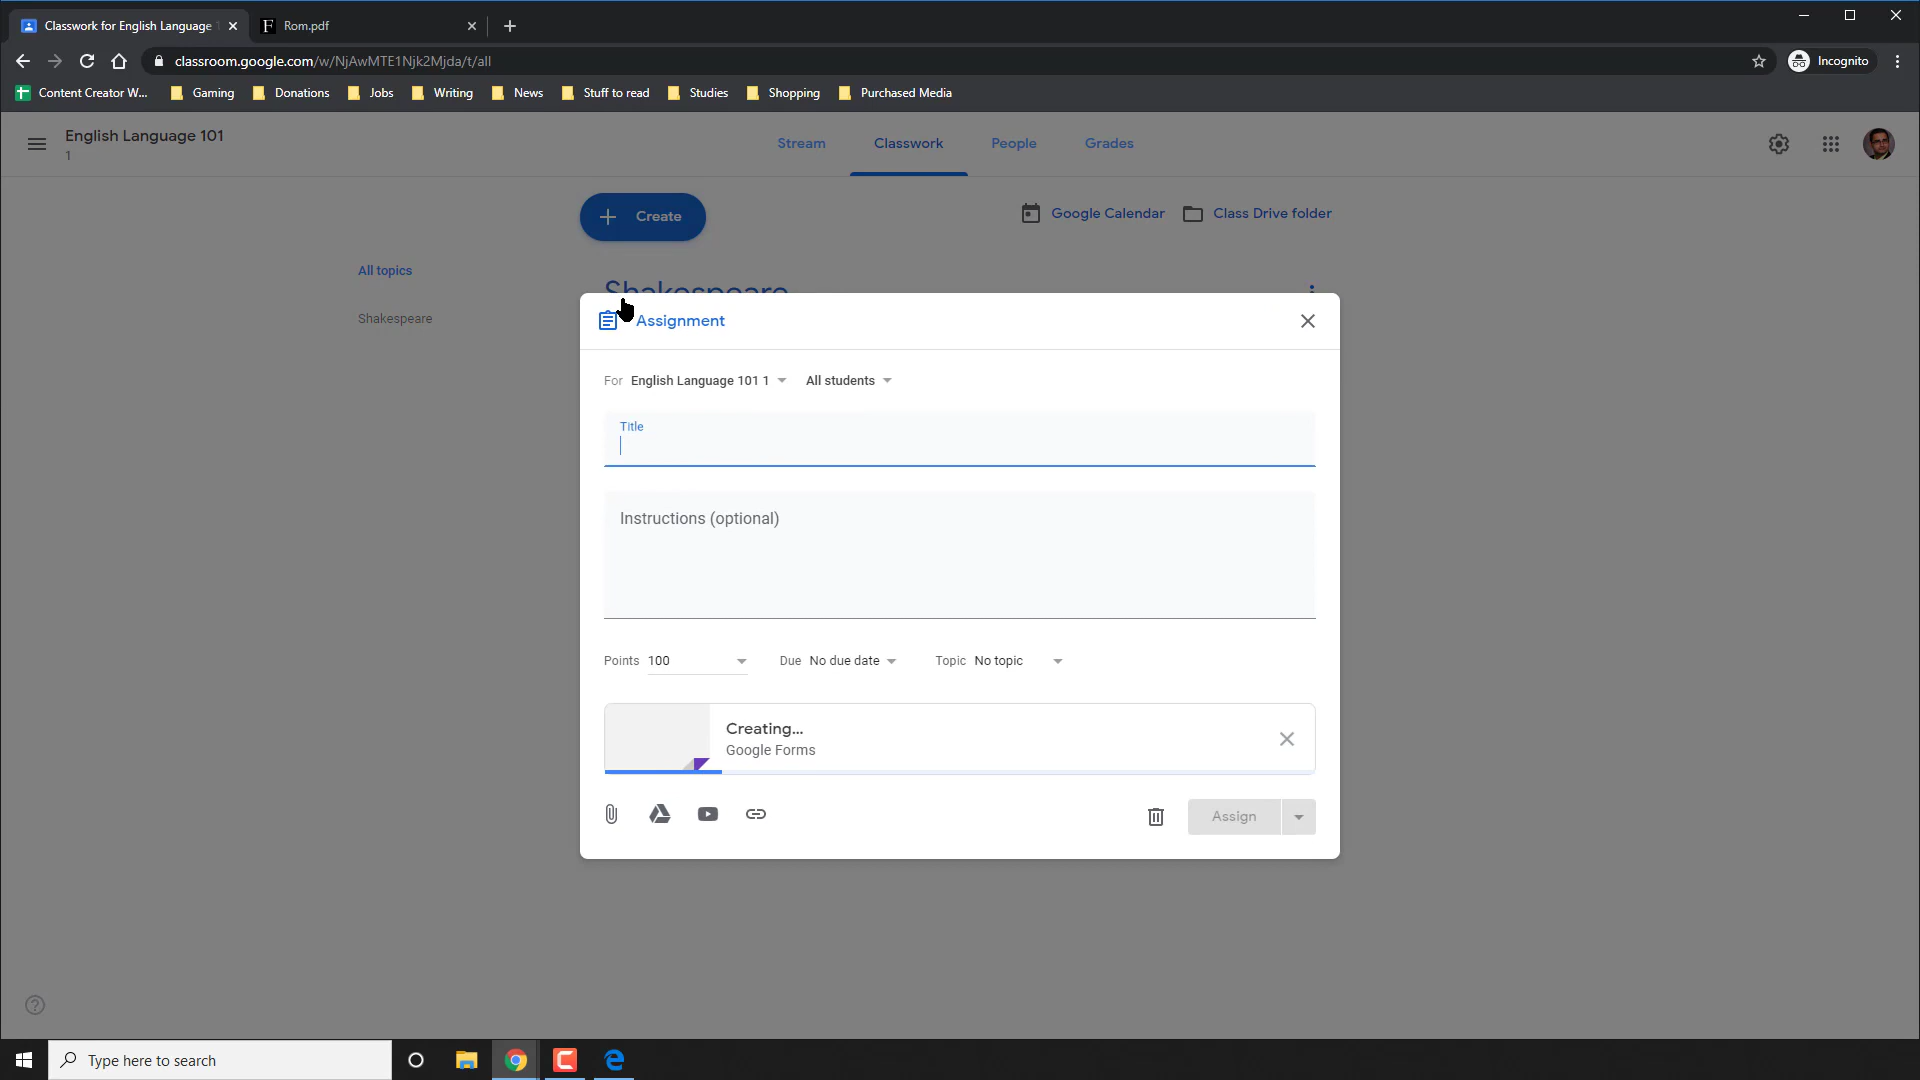 Classwork for English Language 1
Rom.pdf
classroom.google.com/w/NjAwMTE1Njk2Mjda/t/all
Incognito
Content Creator W...
Gaming
Donations
Jobs
Writing
News
Stuff to read
Studies
Shopping
Purchased Media
English Language 101
1
Stream
Classwork
People
Grades
Create
Google Calendar
Class Drive folder
All topics
Shakespeare
Shakespeare
Assignment
For English Language 101 1 All students
Title
Instructions (optional)
Points 100 Due No due date Topic No topic
Creating...
Google Forms
Assign
Type here to search